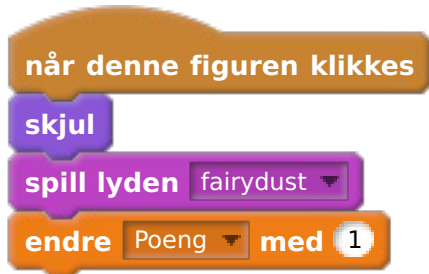 når denne figuren klikkes
skjul
spill lyden fairydust
endre Poeng med 1